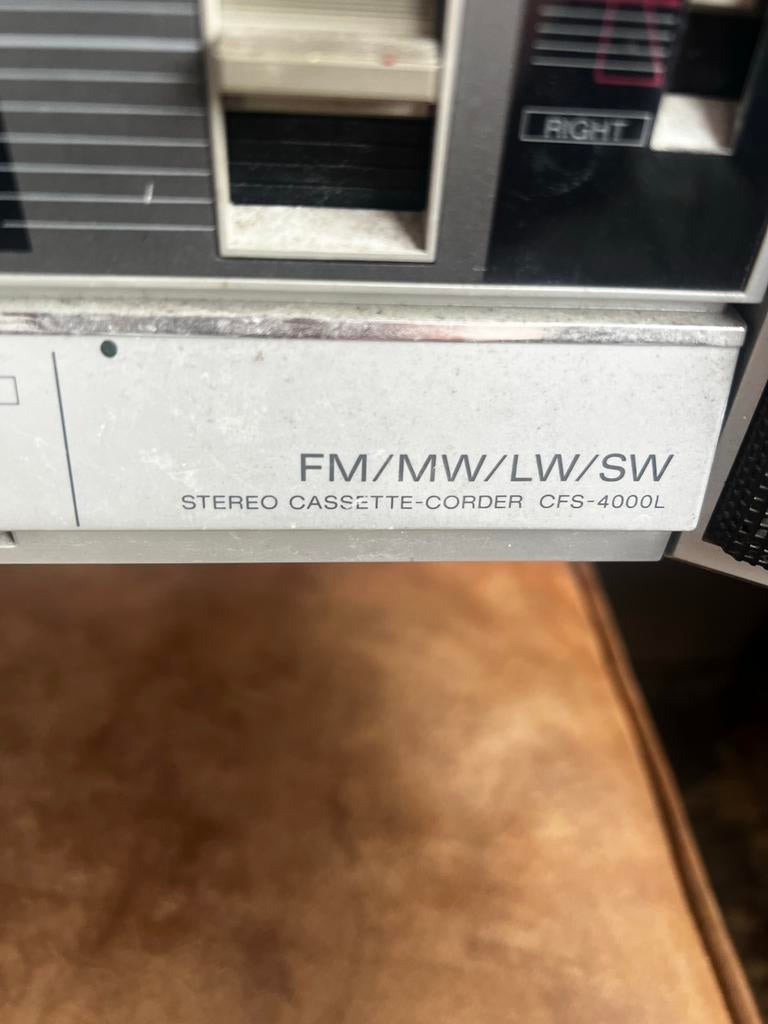 RIGHT
FM/MW/LW/SW
STEREO CASSETTE-CORDER CFS-4000L